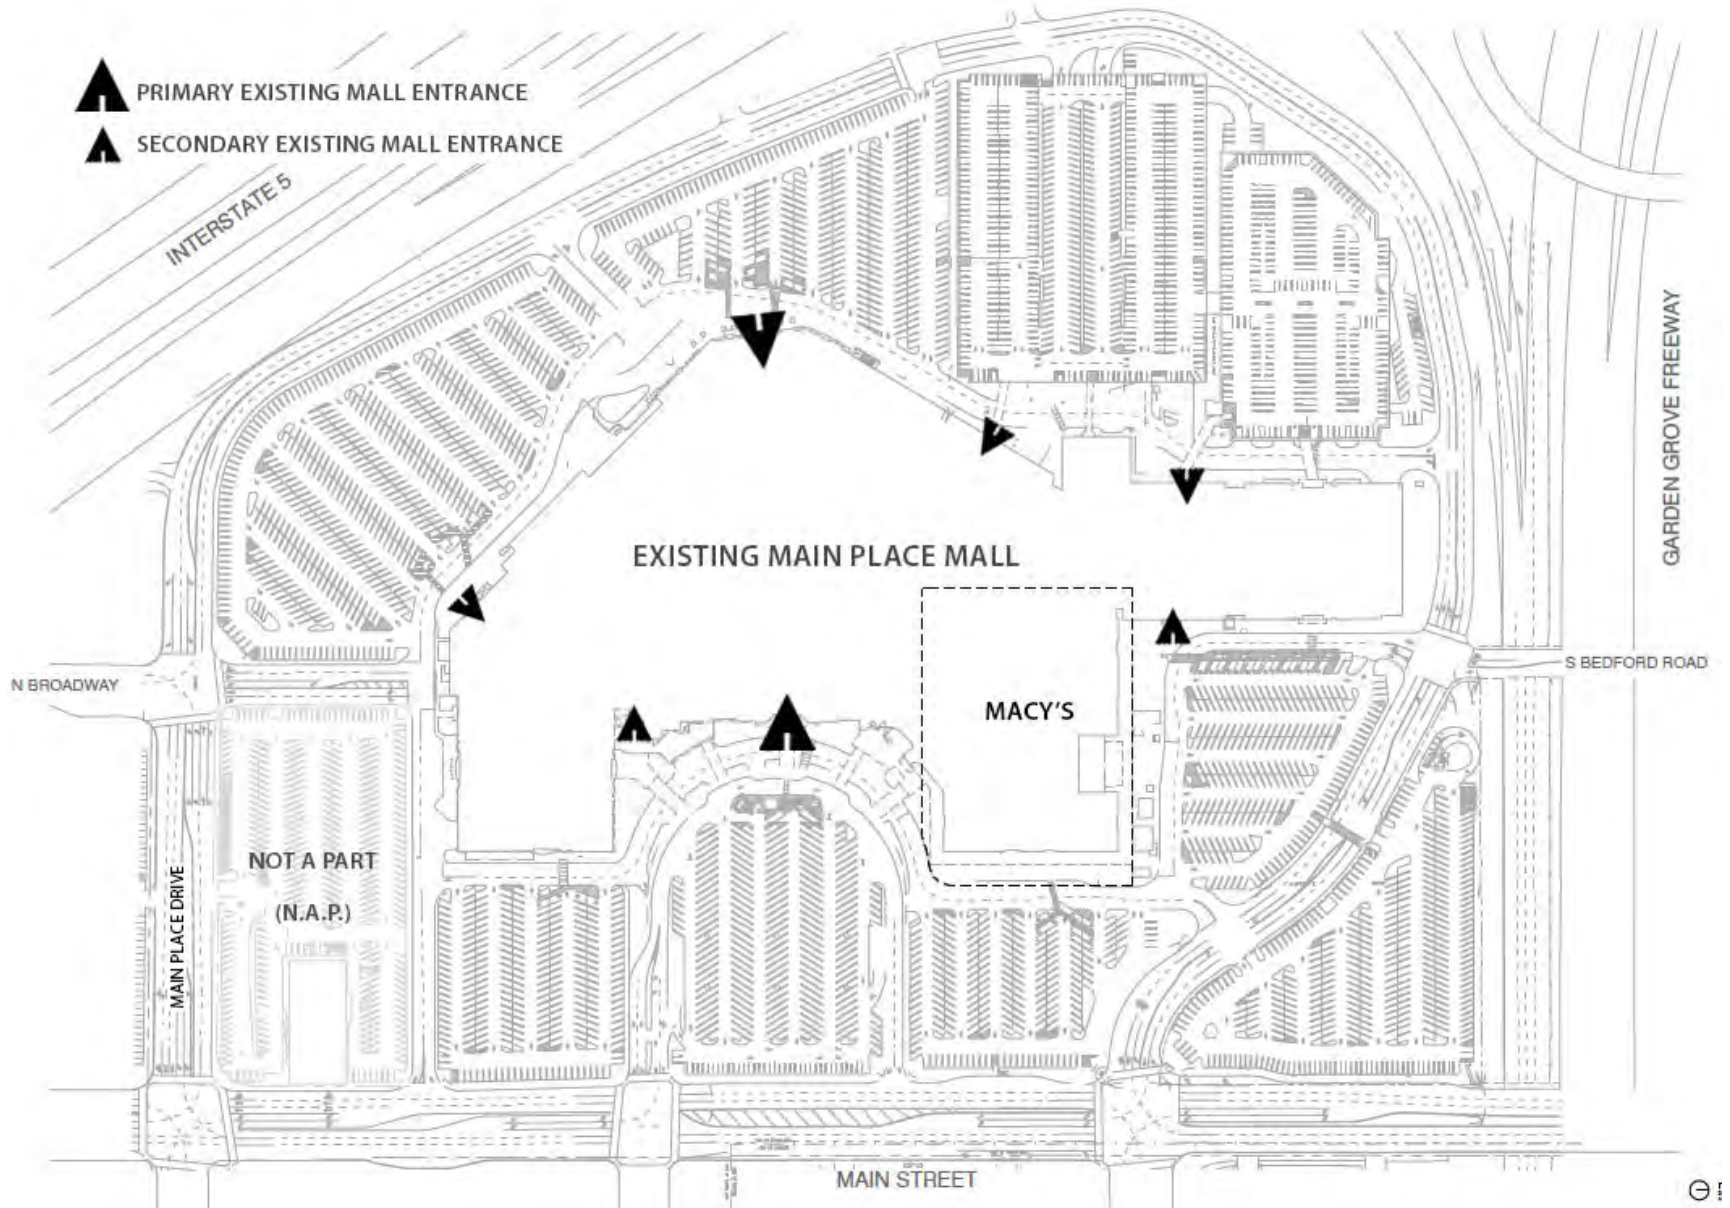 PRIMARY EXISTING MALL ENTRANCE
SECONDARY EXISTING MALL ENTRANCE
INTERSTATE 5
GARDEN GROVE FREEWAY
EXISTING MAIN PLACE MALL
S BEDFORD ROAD
N BROADWAY
MACY'S
NOT A PART
(N.A.P.)
MAIN PLACE DRIVE
MAIN STREET